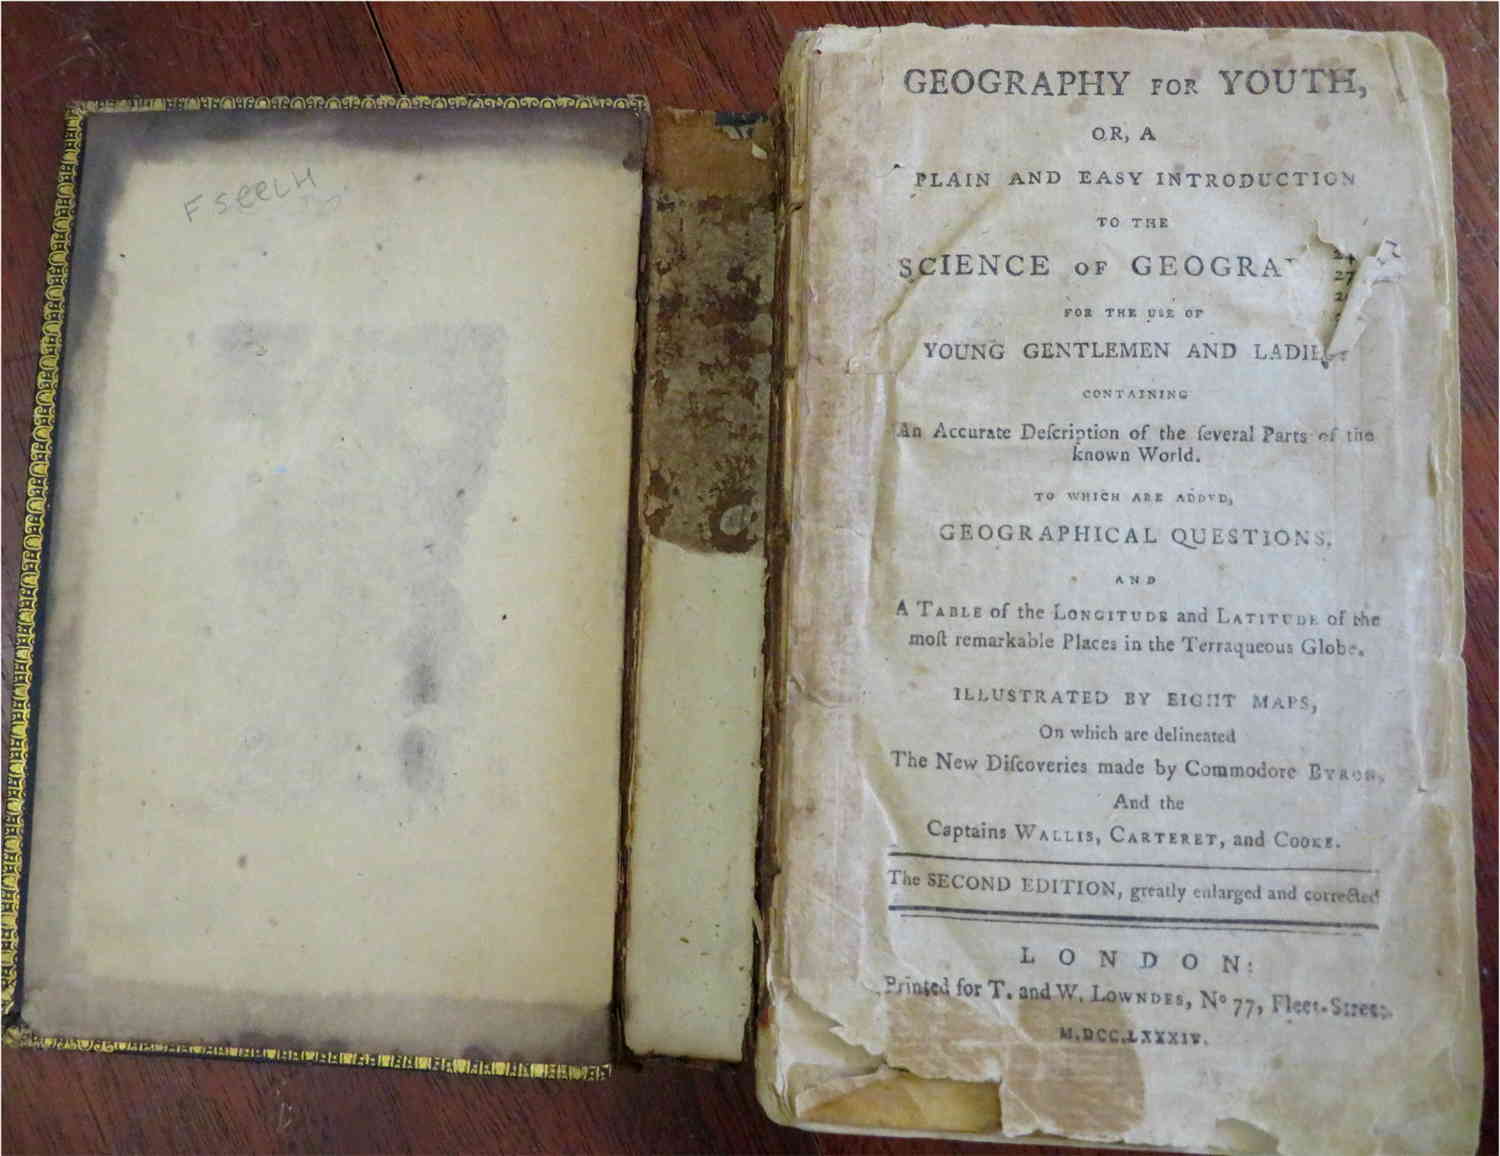 F SeeLH
GEOGRAPHY FOR YOUTH,
OR, A
PLAIN AND EASY INTRODUCTION
TO THE
SCIENCE OF GEOGRA
24
27
FOR THE USE OF
YOUNG GENTLEMEN AND LADIES
CONTAINING
An Accurate Deſcription of the ſeveral Parts of the
known World.
TO WHICH ARE ADDED,
GEOGRAPHICAL QUESTIONS.
AND
A TABLE of the LONGITUDE and LATITUDE of the
moſt remarkable Places in the Terraqueous Globe.
ILLUSTRATED BY EIGHT MAPS,
On which are delineated
The New Diſcoveries made by Commodore BYRON,
And the
Captains WALLIS, CARTERET, and COOKE.
The SECOND EDITION, greatly enlarged and corrected
LONDON:
Printed for T. and W. LOWNDES, No 77, Fleet-Street.
M.DCC.LXXXIV.